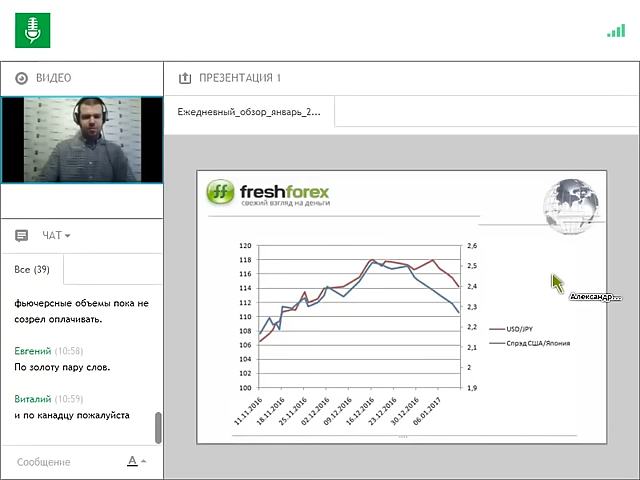 ВИДЕО
ПРЕЗЕНТАЦИЯ 1
Ежедневный_обзор_январь_2...
freshforex
свежий взгляд на деньги
120
118
116
114
112
110
108
106
104
102
100
2,6
2,5
2,4
2,3
2,2
2,1
2
1,9
11.11.2016
18.11.2016
25.11.2016
02.12.2016
09.12.2016
16.12.2016
23.12.2016
30.12.2016
06.01.2017
USD/JPY
Спрэд США/Япония
Александр...
ЧАТ
Все (39)
фьючерсные объемы пока не
созрел оплачивать.
Евгений (10:58)
По золоту пару слов.
Виталий (10:59)
и по канадцу пожалуйста
Сообщение
A